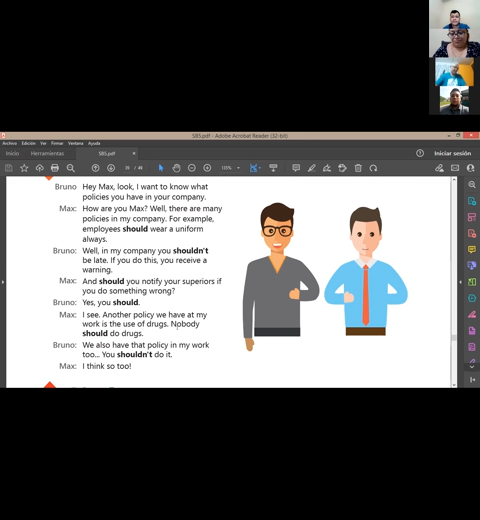 SB5.pdf - Adobe Acrobat Reader (32-bit)
Archivo Edición Ver Firmar Ventana Ayuda
Inicio Herramientas SB5.pdf × Iniciar sesión
135%
Bruno Hey Max, look, I want to know what
policies you have in your company.
Max: How are you Max? Well, there are many
policies in my company. For example,
employees should wear a uniform
always.
Bruno: Well, in my company you shouldn't
be late. If you do this, you receive a
warning.
Max: And should you notify your superiors if
you do something wrong?
Bruno: Yes, you should.
Max: I see. Another policy we have at my
work is the use of drugs. Nobody
should do drugs.
Bruno: We also have that policy in my work
too... You shouldn't do it.
Max: I think so too!